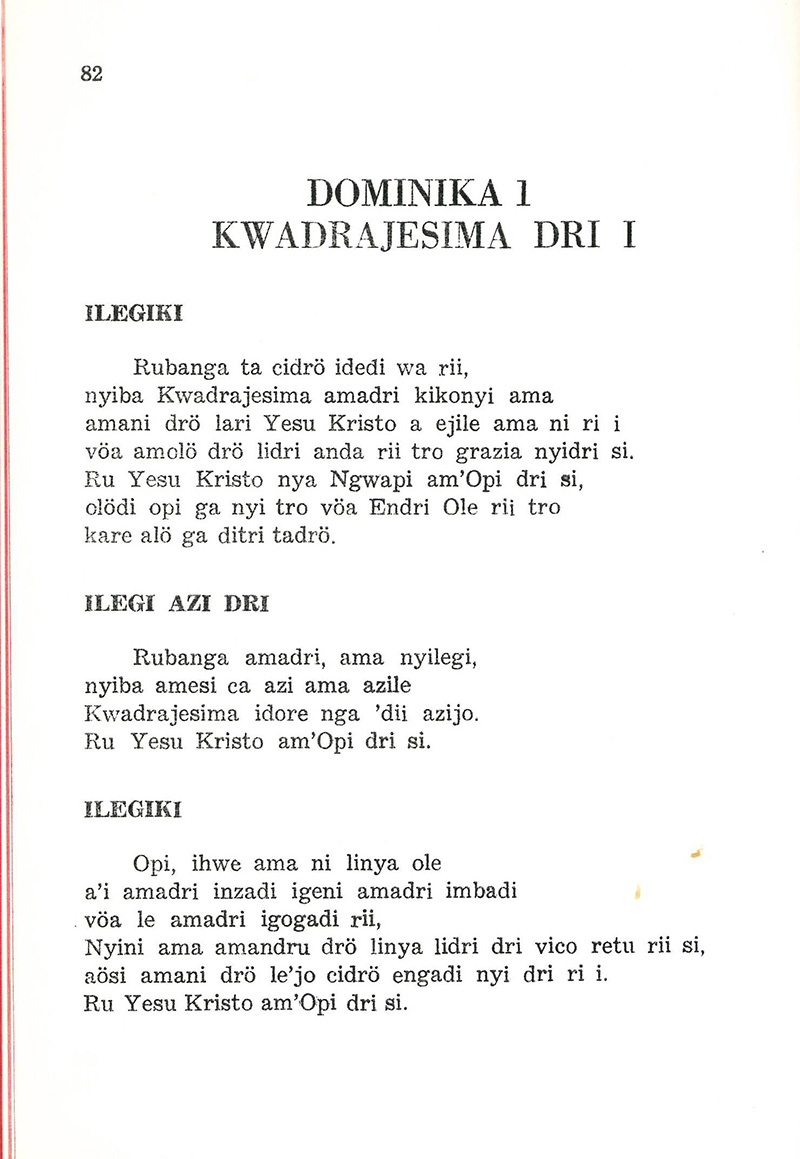 82
DOMINIKA 1
KWADRAJESIMA DRI I
ILEGIKI
Rubanga ta cidrö idedi wa rii,
nyiba Kwadrajesima amadri kikonyi ama
amani drö lari Yesu Kristo a ejile ama ni ri i
vöa amolö drö lidri anda rii tro grazia nyidri si.
Ru Yesu Kristo nya Ngwapi am’Opi dri si,
olödi opi ga nyi tro vöa Endri Ole rii tro
kare alö ga ditri tadrö.
ILEGI AZI DRI
Rubanga amadri, ama nyilegi,
nyiba amesi ca azi ama azile
Kwadrajesima idore nga ’dii azijo.
Ru Yesu Kristo am’Opi dri si.
ILEGIKI
Opi, ihwe ama ni linya ole
a’i amadri inzadi igeni amadri imbadi
vöa le amadri igogadi rii,
Nyini ama amandru drö linya lidri dri vico retu rii si,
aösi amani drö le’jo cidrö engadi nyi dri ri i.
Ru Yesu Kristo am’Opi dri si.